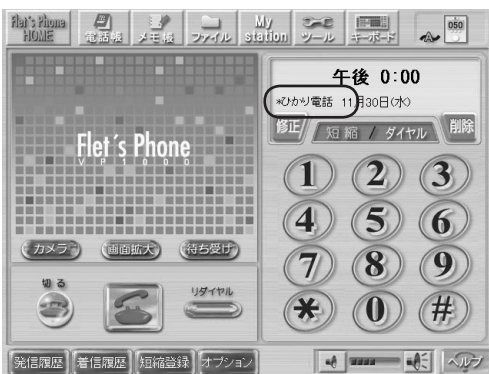 Flet's Phone
HOME
電話帳
メモ帳
ファイル
My
station
ツール
キーボード
050
午後 0:00
*ひかり電話 11月30日(水)
修正
短縮 / ダイヤル
削除
Flet's Phone
VP1000
1 2 3
4 5 6
7 8 9
* 0 #
カメラ
画面拡大
待ち受け
切る
リダイヤル
発信履歴
着信履歴
短縮登録
オプション
ヘルプ